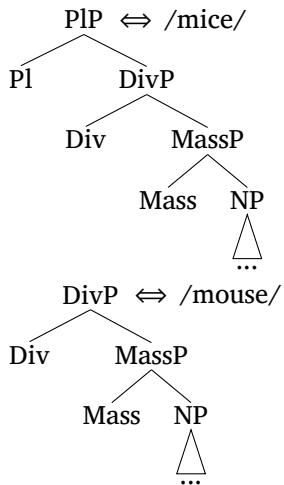 PlP ⇔ /mice/
Pl DivP
Div MassP
Mass NP
...
DivP ⇔ /mouse/
Div MassP
Mass NP
...